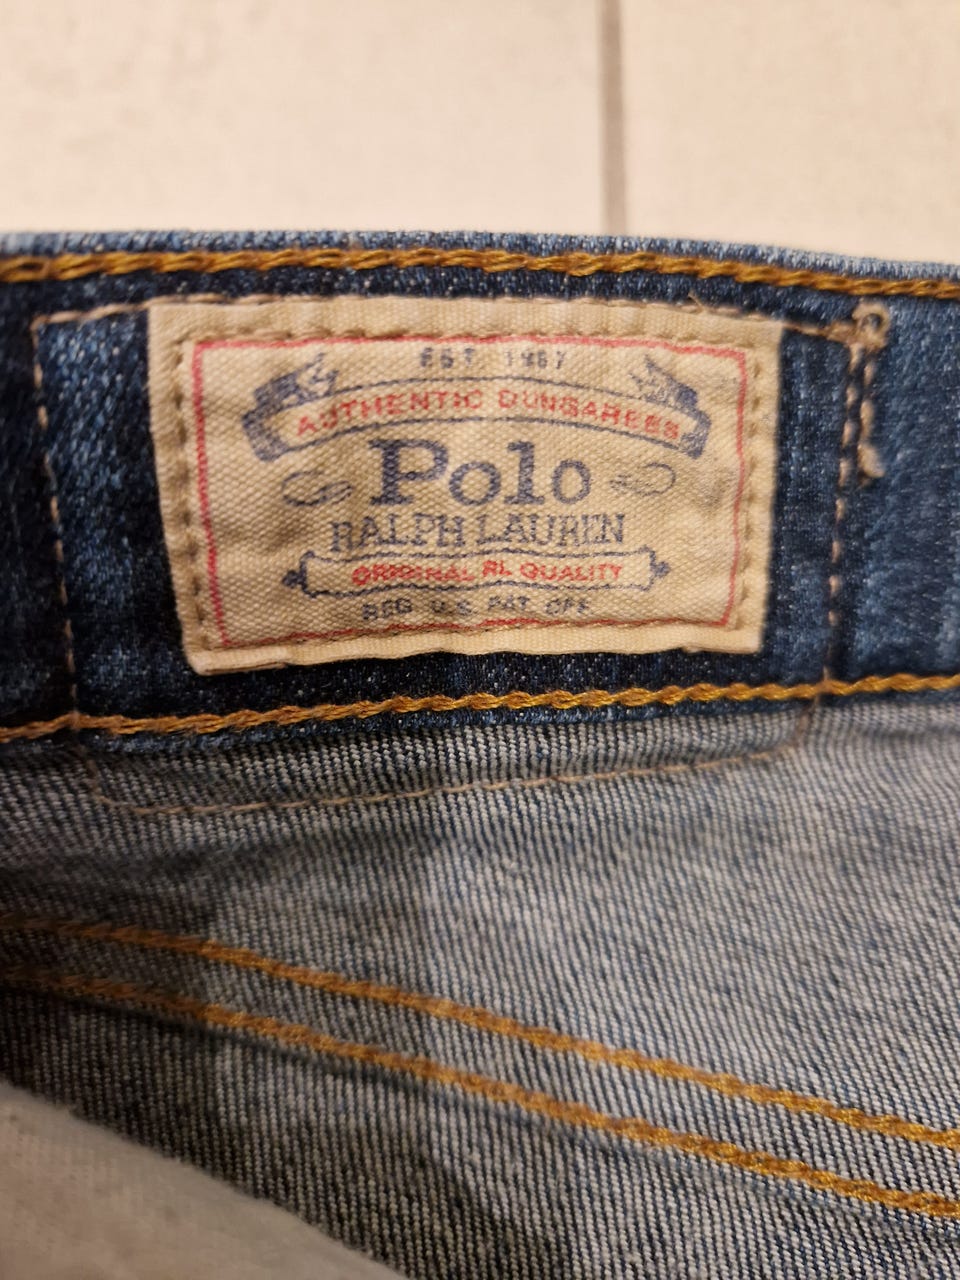 EST. 1967
AUTHENTIC DUNGAREES
Polo
RALPH LAUREN
ORIGINAL RL QUALITY
REG. U.S. PAT. OFF.